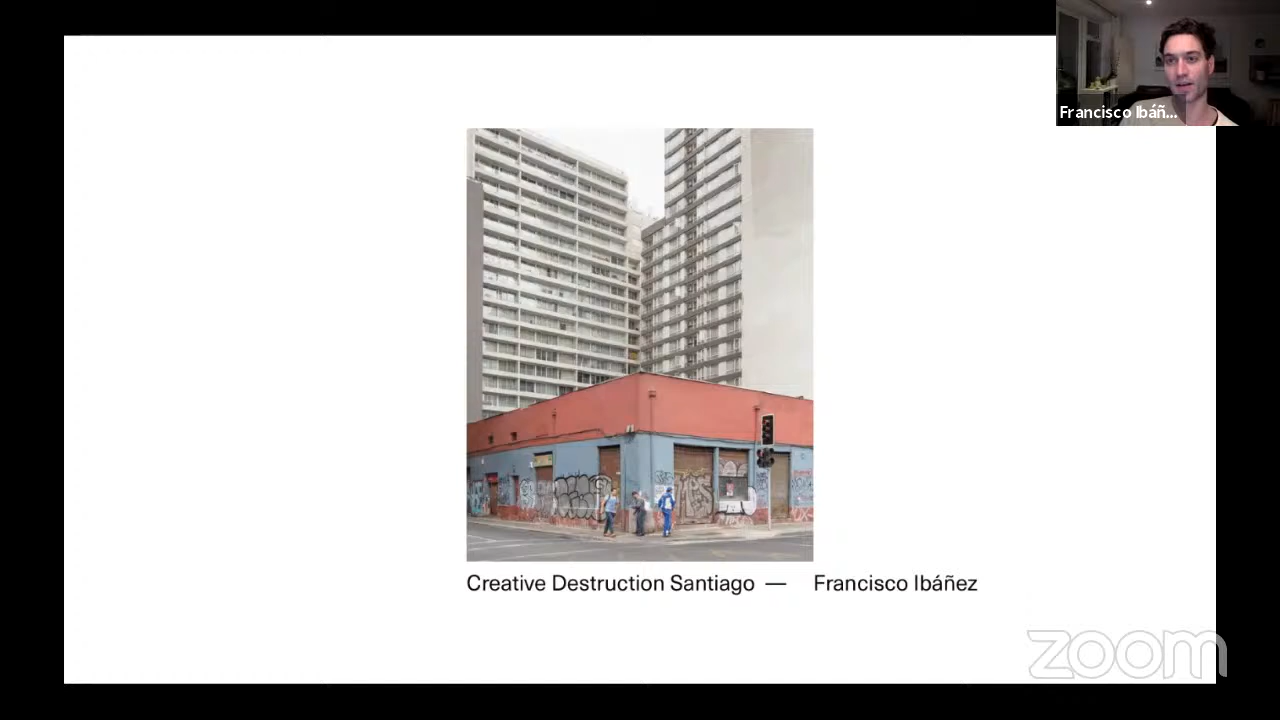 Francisco Ibáñ...
Creative Destruction Santiago — Francisco Ibáñez
zoom